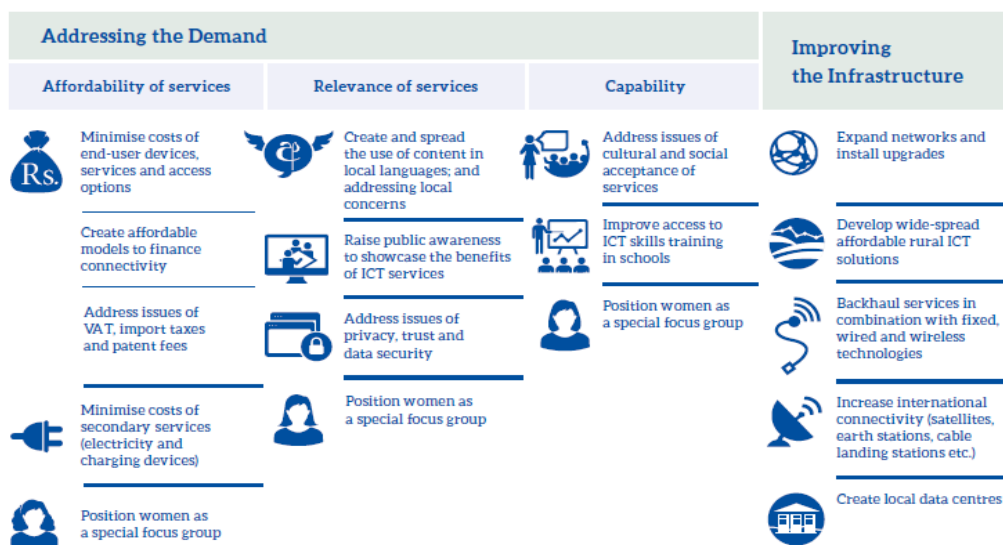 Addressing the Demand
Improving
the Infrastructure
Affordability of services
Relevance of services
Capability
Rs.
Minimise costs of
end-user devices,
services and access
options
Create affordable
models to finance
connectivity
Address issues of
VAT, import taxes
and patent fees
Minimise costs of
secondary services
(electricity and
charging devices)
Position women as
a special focus group
Create and spread
the use of content in
local languages; and
addressing local
concerns
Raise public awareness
to showcase the benefits
of ICT services
Address issues of
privacy, trust and
data security
Position women as
a special focus group
Address issues of
cultural and social
acceptance of
services
Improve access to
ICT skills training
in schools
Position women as
a special focus group
Expand networks and
install upgrades
Develop wide-spread
affordable rural ICT
solutions
Backhaul services in
combination with fixed,
wired and wireless
technologies
Increase international
connectivity (satellites,
earth stations, cable
landing stations etc.)
Create local data centres